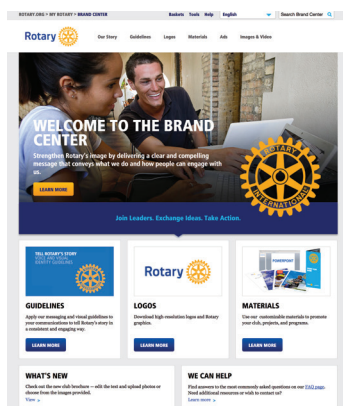 ROTARY.ORG > MY ROTARY > BRAND CENTER
Baskets Tools Help English Search Brand Center
Rotary
Our Story Guidelines Logos Materials Ads Images & Video
WELCOME TO THE BRAND
CENTER
Strengthen Rotary's image by delivering a clear and compelling
message that conveys what we do and how people can engage with
us.
LEARN MORE
ROTARY
INTERNATIONAL
Join Leaders. Exchange Ideas. Take Action.
TELL ROTARY'S STORY
VOICE AND VISUAL
IDENTITY GUIDELINES
Rotary
POWERPOINT
GUIDELINES
Apply our messaging and visual guidelines to
your communications to tell Rotary's story in
a consistent and engaging way.
LEARN MORE
LOGOS
Download high-resolution logos and Rotary
graphics.
LEARN MORE
MATERIALS
Use our customizable materials to promote
your club, projects, and programs.
LEARN MORE
WHAT'S NEW
Check out the new club brochure — edit the text and upload photos or
choose from the images provided.
View >
WE CAN HELP
Find answers to the most commonly asked questions on our FAQ page.
Need additional resources or wish to contact us?
Learn more >